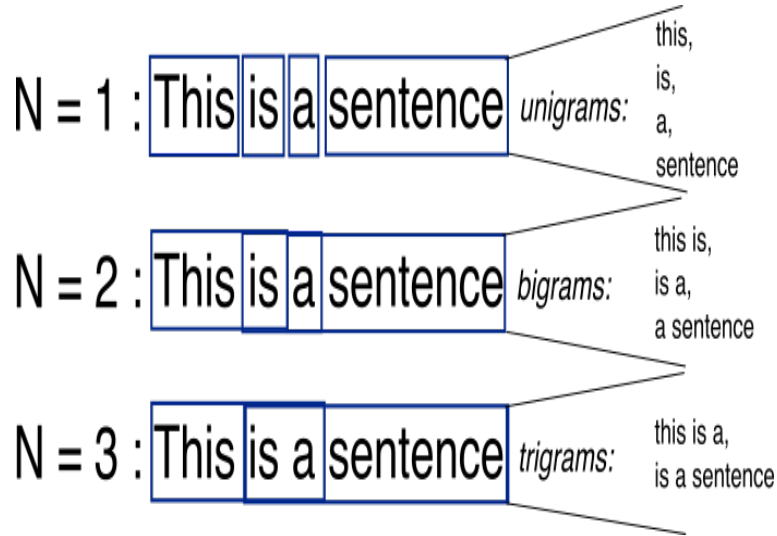 N = 1 : This is a sentence unigrams:
this,
is,
a,
sentence
N = 2 : This is a sentence bigrams:
this is,
is a,
a sentence
N = 3 : This is a sentence trigrams:
this is a,
is a sentence